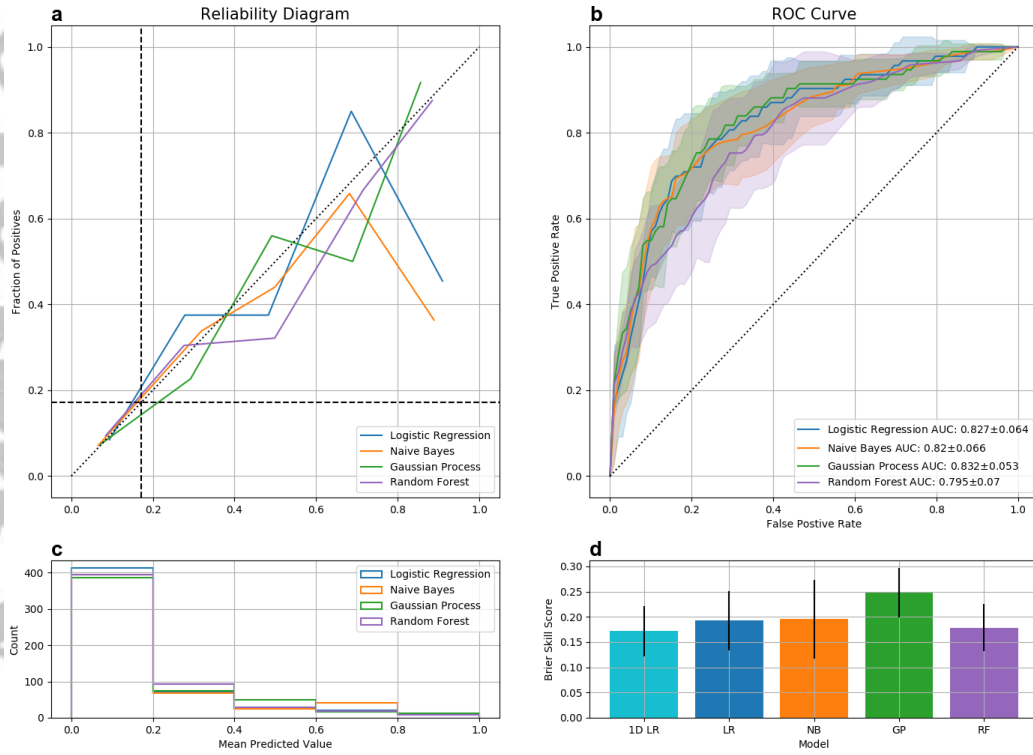 a
Reliability Diagram
1.0
0.8
0.6
0.4
0.2
0.0
Fraction of Positives
0.0
0.2
0.4
0.6
0.8
1.0
Logistic Regression
Naive Bayes
Gaussian Process
Random Forest
b
ROC Curve
1.0
0.8
0.6
0.4
0.2
0.0
True Positive Rate
0.0
0.2
0.4
0.6
0.8
1.0
False Postive Rate
Logistic Regression AUC: 0.827±0.064
Naive Bayes AUC: 0.82±0.066
Gaussian Process AUC: 0.832±0.053
Random Forest AUC: 0.795±0.07
c
400
300
200
100
0
Count
0.0
0.2
0.4
0.6
0.8
1.0
Mean Predicted Value
Logistic Regression
Naive Bayes
Gaussian Process
Random Forest
d
0.30
0.25
0.20
0.15
0.10
0.05
0.00
Brier Skill Score
1D LR
LR
NB
GP
RF
Model